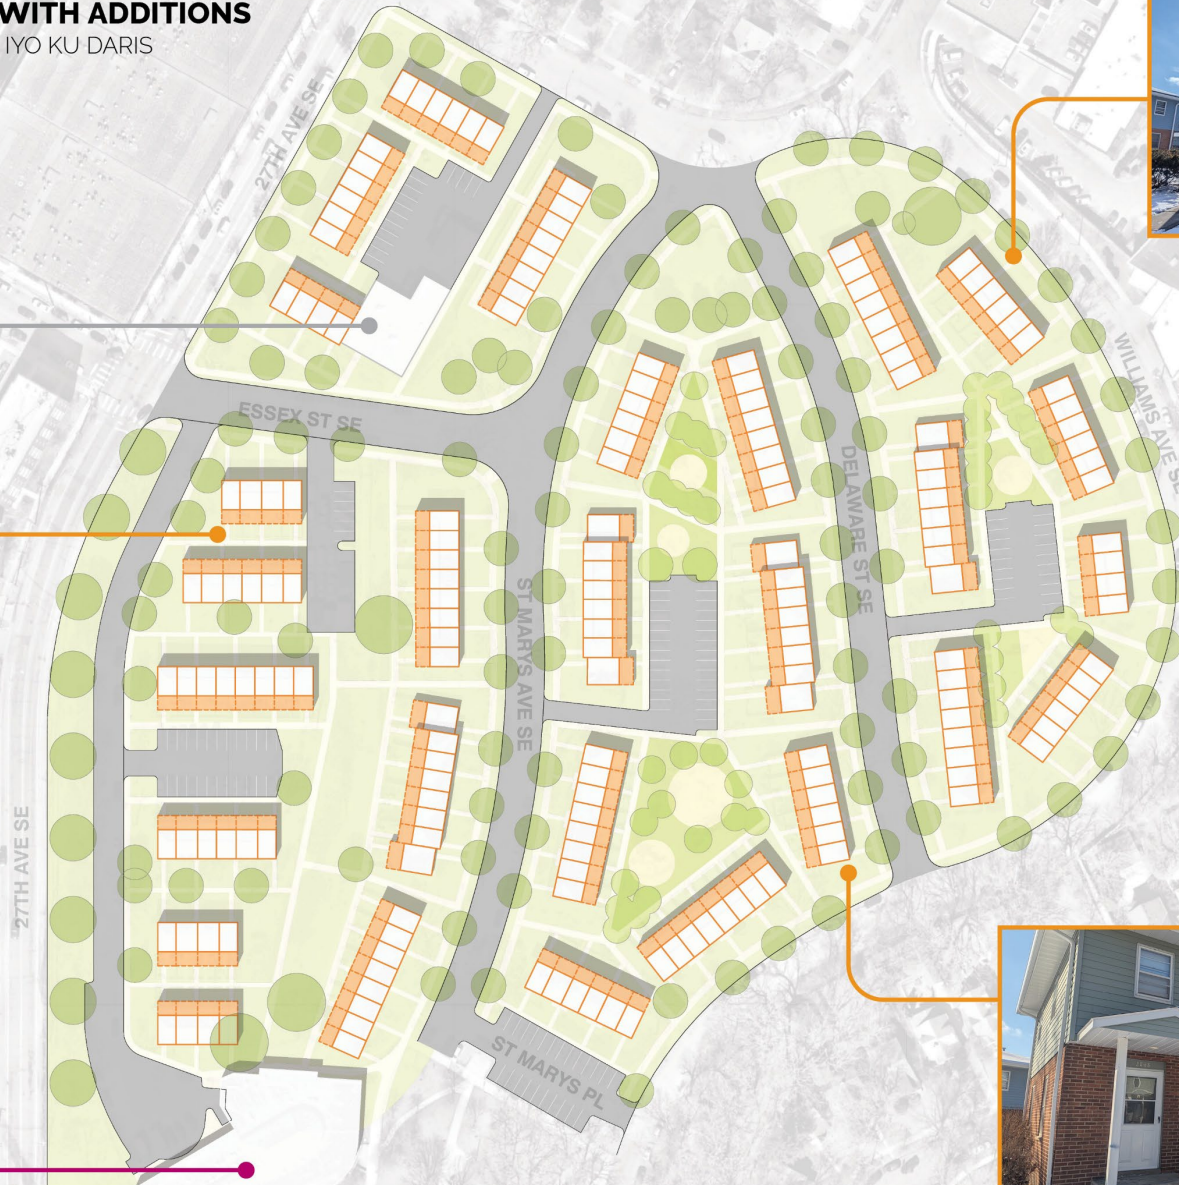 WITH ADDITIONS
IYO KU DARIS
27TH AVE SE
ESSEX ST SE
WILLIAMS AVE SE
DELAWARE ST SE
ST MARYS AVE SE
27TH AVE SE
ST MARYS PL